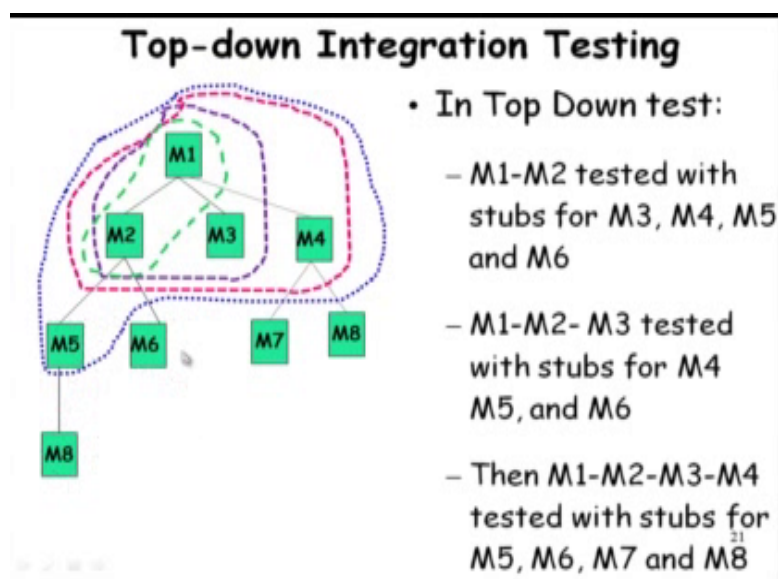 Top-down Integration Testing
M1
M2
M3
M4
M5
M6
M7
M8
M8
• In Top Down test:
– M1-M2 tested with
stubs for M3, M4, M5
and M6
– M1-M2- M3 tested
with stubs for M4
M5, and M6
– Then M1-M2-M3-M4
tested with stubs for
21
M5, M6, M7 and M8